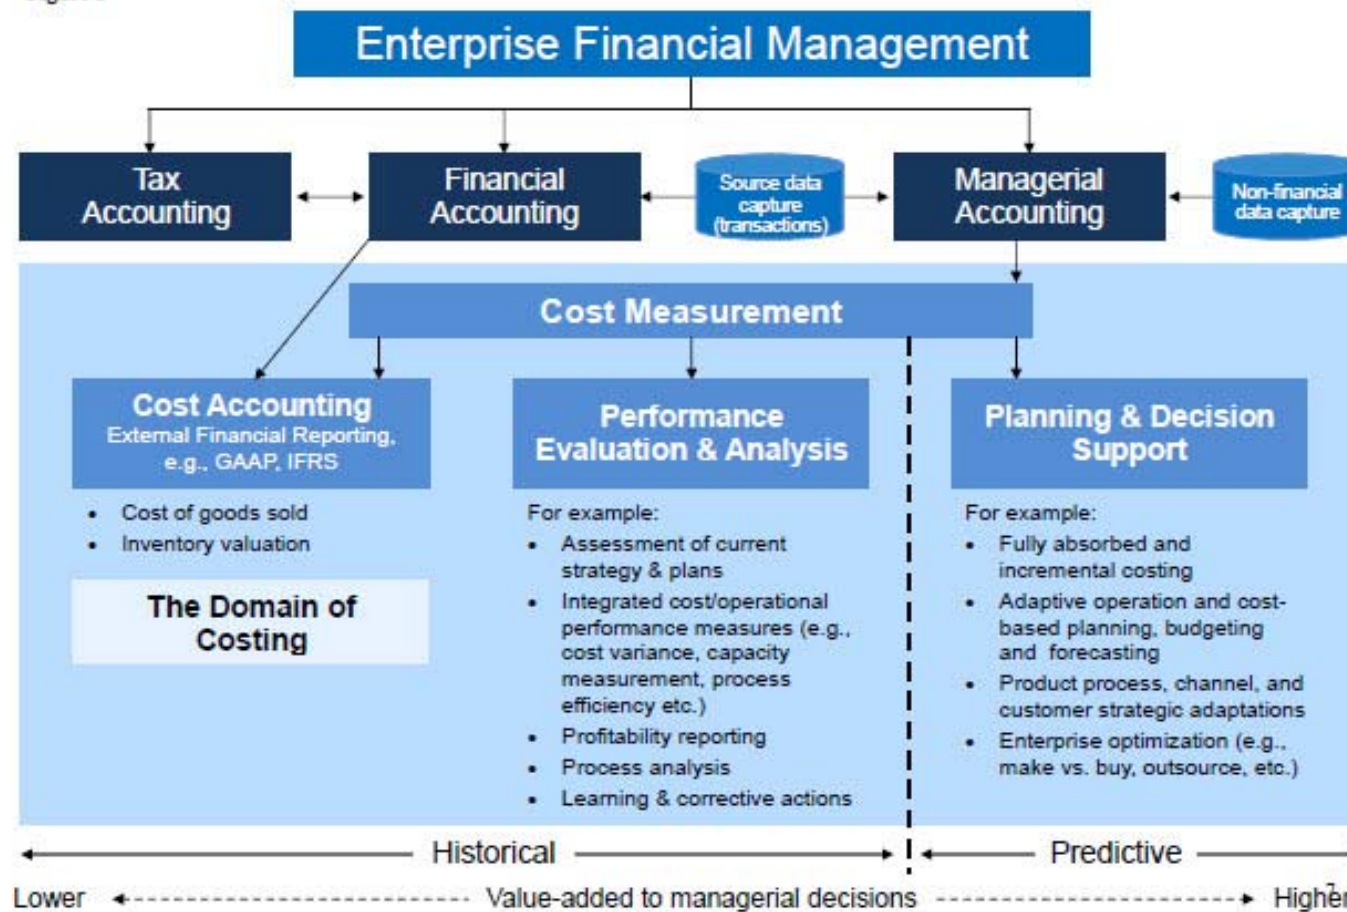 Enterprise Financial Management
Tax
Accounting
Financial
Accounting
Source data
capture
(transactions)
Managerial
Accounting
Non-financial
data capture
Cost Measurement
Cost Accounting
External Financial Reporting,
e.g., GAAP, IFRS
• Cost of goods sold
• Inventory valuation
The Domain of
Costing
Performance
Evaluation & Analysis
For example:
• Assessment of current
strategy & plans
• Integrated cost/operational
performance measures (e.g.,
cost variance, capacity
measurement, process
efficiency etc.)
• Profitability reporting
• Process analysis
• Learning & corrective actions
Planning & Decision
Support
For example:
• Fully absorbed and
incremental costing
• Adaptive operation and cost-
based planning, budgeting
and forecasting
• Product process, channel, and
customer strategic adaptations
• Enterprise optimization (e.g.,
make vs. buy, outsource, etc.)
Historical
Predictive
Lower
Value-added to managerial decisions
Higher
7